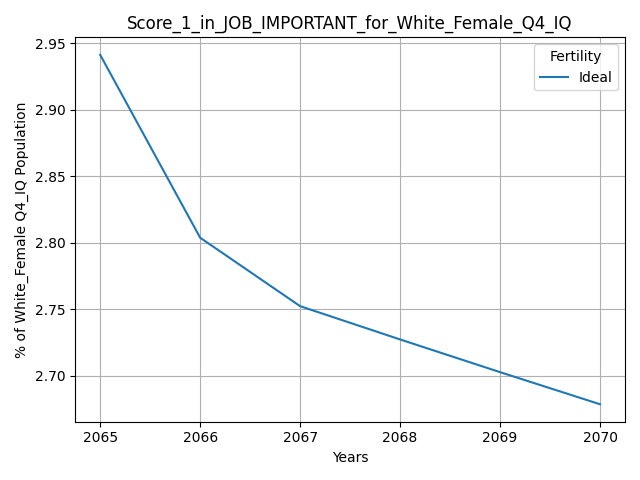 Score_1_in_JOB_IMPORTANT_for_White_Female_Q4_IQ
Fertility
Ideal
% of White_Female Q4_IQ Population
2.95
2.90
2.85
2.80
2.75
2.70
2065 2066 2067 2068 2069 2070
Years